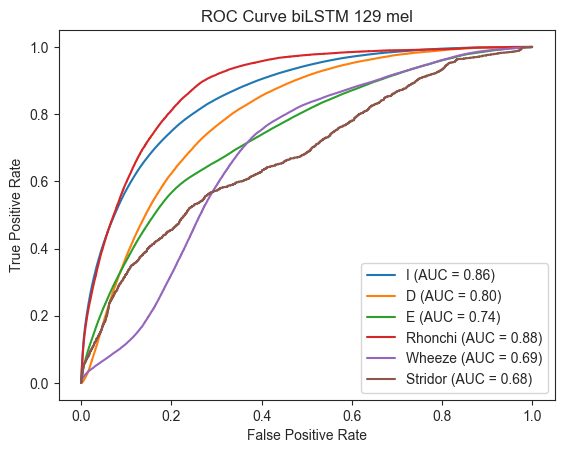 ROC Curve biLSTM 129 mel
True Positive Rate
1.0
0.8
0.6
0.4
0.2
0.0
I (AUC = 0.86)
D (AUC = 0.80)
E (AUC = 0.74)
Rhonchi (AUC = 0.88)
Wheeze (AUC = 0.69)
Stridor (AUC = 0.68)
0.0 0.2 0.4 0.6 0.8 1.0
False Positive Rate